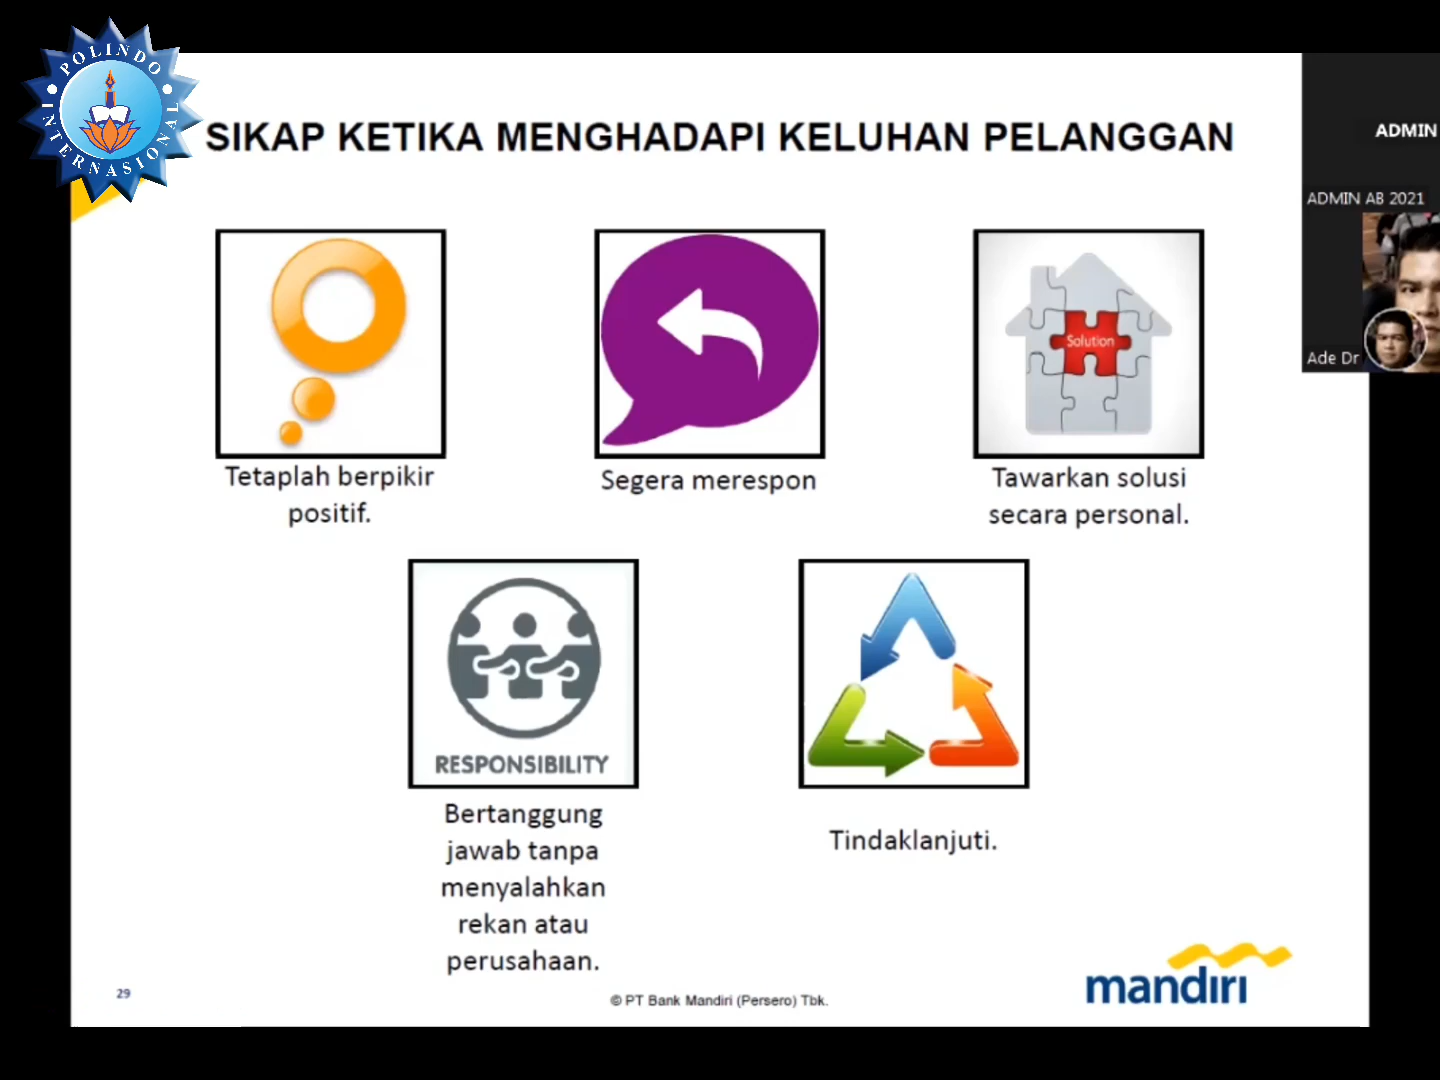 POLINDO
INTERNASIONAL
SIKAP KETIKA MENGHADAPI KELUHAN PELANGGAN
ADMIN
ADMIN AB 2021
Ade Dr
Solution
Tetaplah berpikir
positif.
Segera merespon
Tawarkan solusi
secara personal.
RESPONSIBILITY
Bertanggung
jawab tanpa
menyalahkan
rekan atau
perusahaan.
Tindaklanjuti.
29
© PT Bank Mandiri (Persero) Tbk.
mandırı